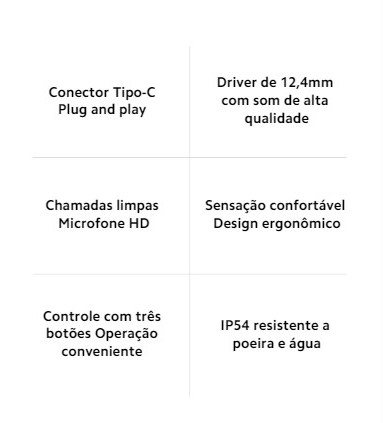 Conector Tipo-C
Plug and play
Driver de 12,4mm
com som de alta
qualidade
Chamadas limpas
Microfone HD
Sensação confortável
Design ergonômico
Controle com três
botões Operação
conveniente
IP54 resistente a
poeira e água